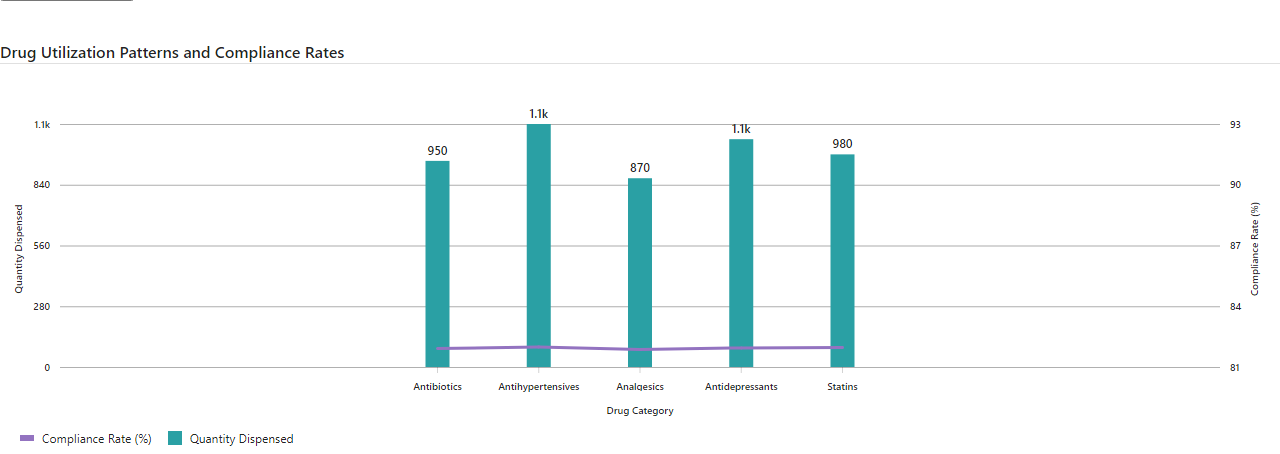 Drug Utilization Patterns and Compliance Rates
1.1k
1.1k
1.1k
93
950
980
870
840
90
560
87
280
84
0
81
Quantity Dispensed
Compliance Rate (%)
Antibiotics
Antihypertensives
Analgesics
Antidepressants
Statins
Drug Category
Compliance Rate (%)
Quantity Dispensed